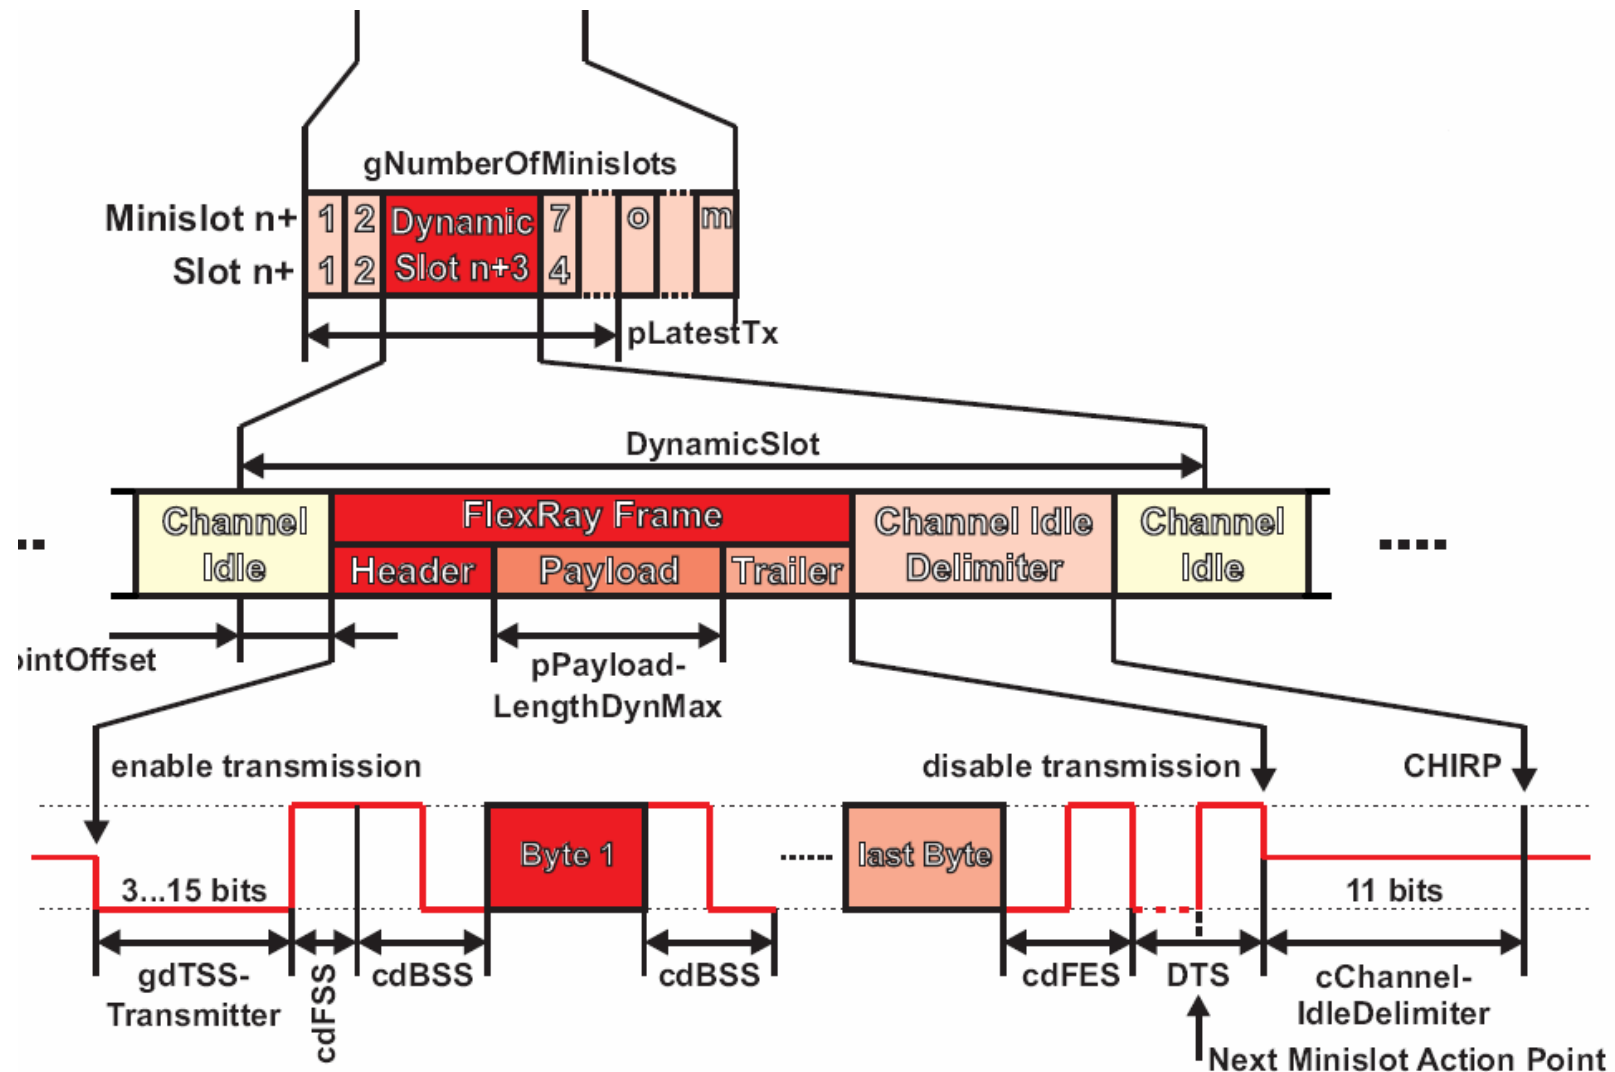 gNumberOfMinislots
Minislot n+ 1 2 Dynamic 7 o m
Slot n+ 1 2 Slot n+3 4
pLatestTx
DynamicSlot
Channel Idle
FlexRay Frame
Header Payload Trailer
Channel Idle Delimiter
Channel Idle
ointOffset
pPayload-
LengthDynMax
enable transmission
disable transmission
CHIRP
Byte 1
last Byte
3...15 bits
11 bits
gdTSS-
Transmitter
cdFSS
cdBSS
cdBSS
cdFES
DTS
cChannel-
IdleDelimiter
Next Minislot Action Point